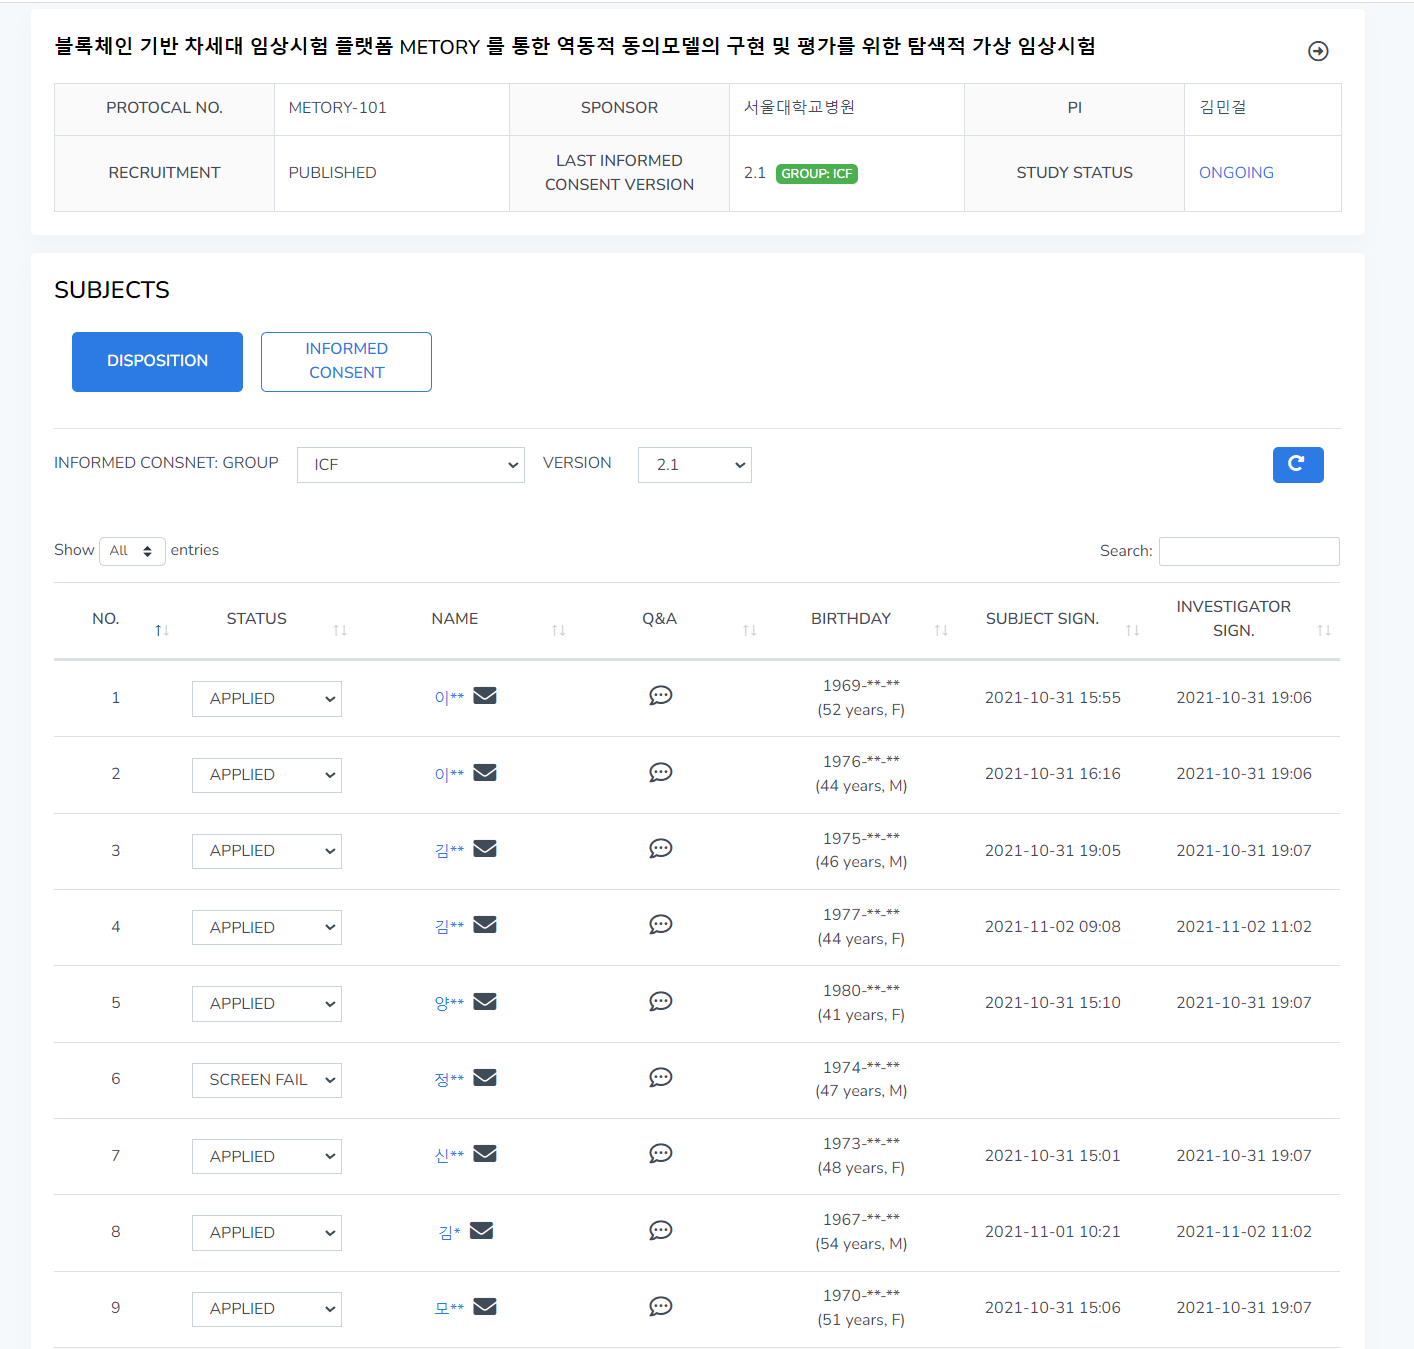 블록체인 기반 차세대 임상시험 플랫폼 METORY 를 통한 역동적 동의모델의 구현 및 평가를 위한 탐색적 가상 임상시험
PROTOCAL NO. METORY-101 SPONSOR 서울대학교병원 PI 김민걸
RECRUITMENT PUBLISHED LAST INFORMED CONSENT VERSION 2.1 GROUP: ICF STUDY STATUS ONGOING
SUBJECTS
DISPOSITION
INFORMED
CONSENT
INFORMED CONSNET: GROUP ICF VERSION 2.1
Show All entries Search:
NO. STATUS NAME Q&A BIRTHDAY SUBJECT SIGN. INVESTIGATOR SIGN.
1 APPLIED 이** 1969-**-** (52 years, F) 2021-10-31 15:55 2021-10-31 19:06
2 APPLIED 이** 1976-**-** (44 years, M) 2021-10-31 16:16 2021-10-31 19:06
3 APPLIED 김** 1975-**-** (46 years, M) 2021-10-31 19:05 2021-10-31 19:07
4 APPLIED 김** 1977-**-** (44 years, F) 2021-11-02 09:08 2021-11-02 11:02
5 APPLIED 양** 1980-**-** (41 years, F) 2021-10-31 15:10 2021-10-31 19:07
6 SCREEN FAIL 정** 1974-**-** (47 years, M)
7 APPLIED 신** 1973-**-** (48 years, F) 2021-10-31 15:01 2021-10-31 19:07
8 APPLIED 김* 1967-**-** (54 years, M) 2021-11-01 10:21 2021-11-02 11:02
9 APPLIED 모** 1970-**-** (51 years, F) 2021-10-31 15:06 2021-10-31 19:07